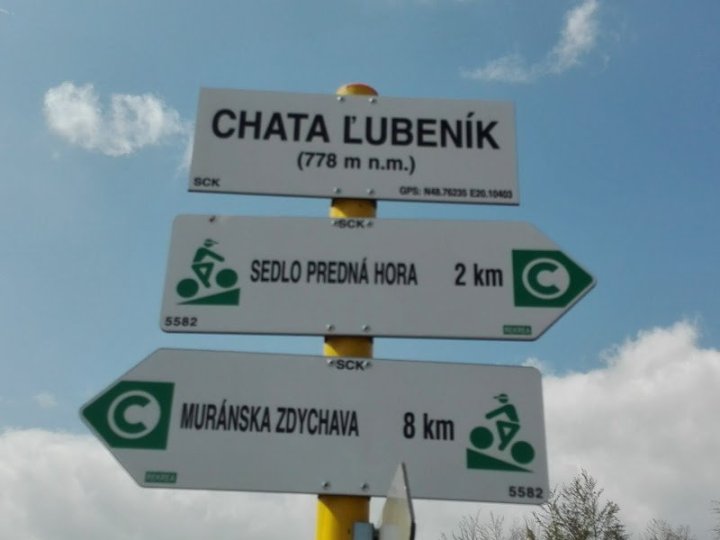 CHATA ĽUBENÍK
(778 m n.m.)
SCK GPS: N48.76235 E20.10403
SCK
SEDLO PREDNÁ HORA 2 km C
5582
SCK
C MURÁNSKA ZDYCHAVA 8 km
5582